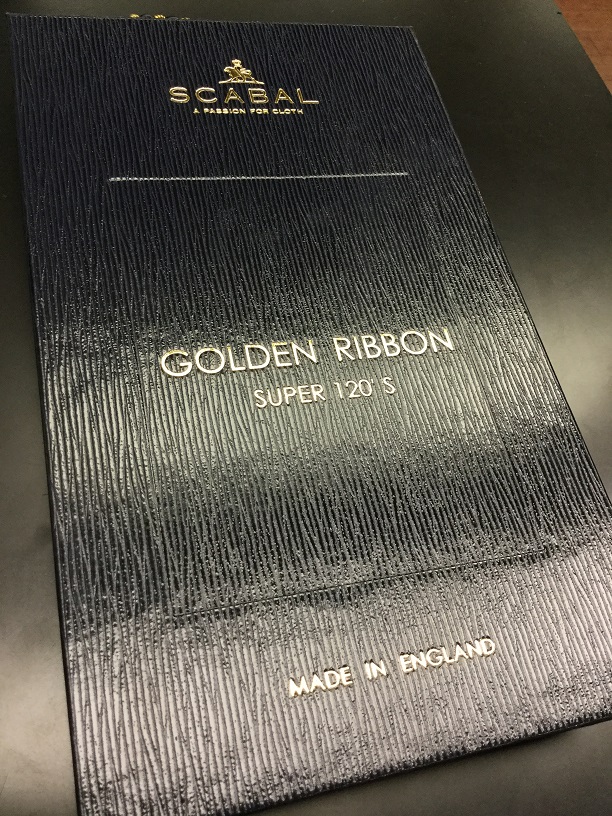 SCABAL
A PASSION FOR CLOTH
GOLDEN RIBBON
SUPER 120'S
MADE IN ENGLAND